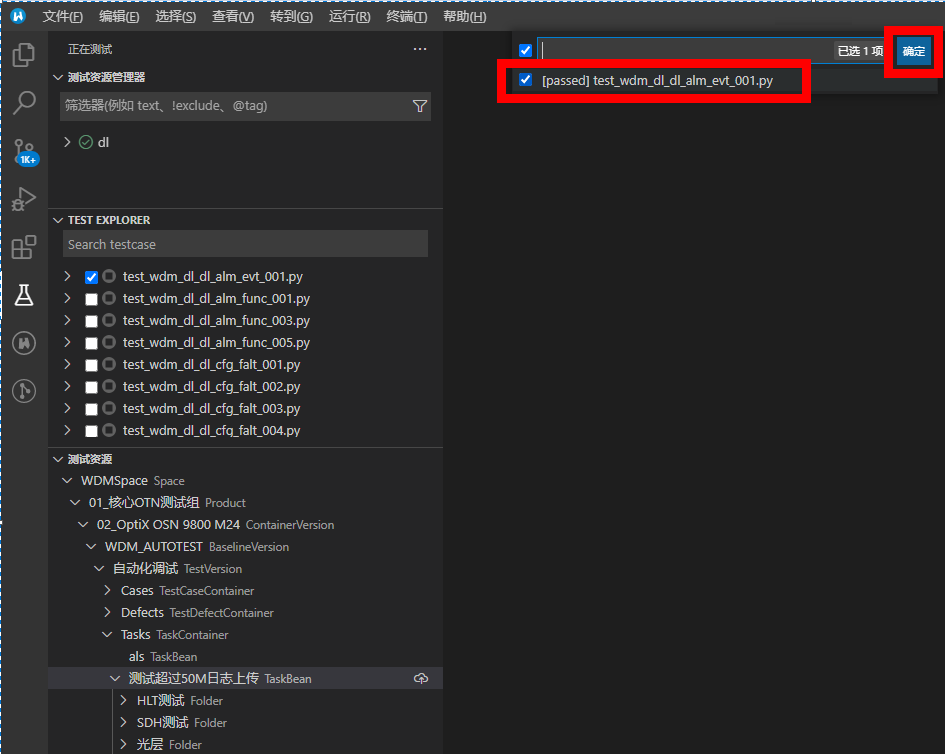 文件(F) 编辑(E) 选择(S) 查看(V) 转到(G) 运行(R) 终端(T) 帮助(H)
正在测试
已选 1 项
确定
[passed] test_wdm_dl_dl_alm_evt_001.py
测试资源管理器
筛选器(例如 text、!exclude、@tag)
dl
1K+
TEST EXPLORER
Search testcase
test_wdm_dl_dl_alm_evt_001.py
test_wdm_dl_dl_alm_func_001.py
test_wdm_dl_dl_alm_func_003.py
test_wdm_dl_dl_alm_func_005.py
test_wdm_dl_dl_cfg_falt_001.py
test_wdm_dl_dl_cfg_falt_002.py
test_wdm_dl_dl_cfg_falt_003.py
test_wdm_dl_dl_cfg_falt_004.py
测试资源
WDMSpace Space
01_核心OTN测试组 Product
02_OptiX OSN 9800 M24 ContainerVersion
WDM_AUTOTEST BaselineVersion
自动化调试 TestVersion
Cases TestCaseContainer
Defects TestDefectContainer
Tasks TaskContainer
als TaskBean
测试超过50M日志上传 TaskBean
HLT测试 Folder
SDH测试 Folder
光层 Folder